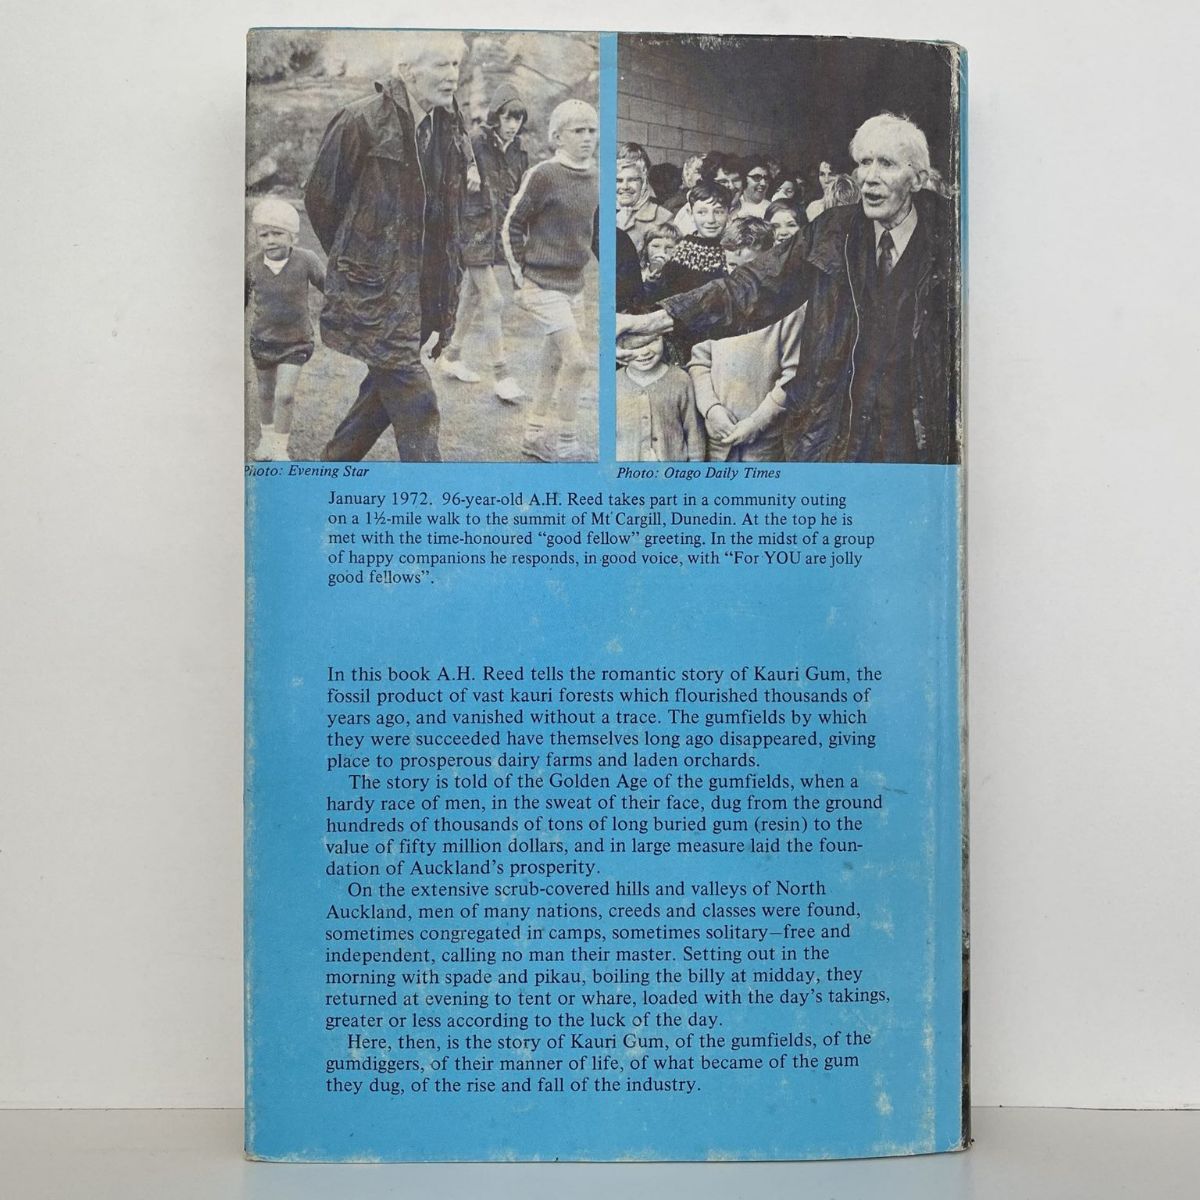 Photo: Evening Star
Photo: Otago Daily Times
January 1972. 96-year-old A.H. Reed takes part in a community outing
on a 1½-mile walk to the summit of Mt Cargill, Dunedin. At the top he is
met with the time-honoured “good fellow” greeting. In the midst of a group
of happy companions he responds, in good voice, with “For YOU are jolly
good fellows”.
In this book A.H. Reed tells the romantic story of Kauri Gum, the
fossil product of vast kauri forests which flourished thousands of
years ago, and vanished without a trace. The gumfields by which
they were succeeded have themselves long ago disappeared, giving
place to prosperous dairy farms and laden orchards.
The story is told of the Golden Age of the gumfields, when a
hardy race of men, in the sweat of their face, dug from the ground
hundreds of thousands of tons of long buried gum (resin) to the
value of fifty million dollars, and in large measure laid the foun-
dation of Auckland’s prosperity.
On the extensive scrub-covered hills and valleys of North
Auckland, men of many nations, creeds and classes were found,
sometimes congregated in camps, sometimes solitary—free and
independent, calling no man their master. Setting out in the
morning with spade and pikau, boiling the billy at midday, they
returned at evening to tent or whare, loaded with the day’s takings,
greater or less according to the luck of the day.
Here, then, is the story of Kauri Gum, of the gumfields, of the
gumdiggers, of their manner of life, of what became of the gum
they dug, of the rise and fall of the industry.